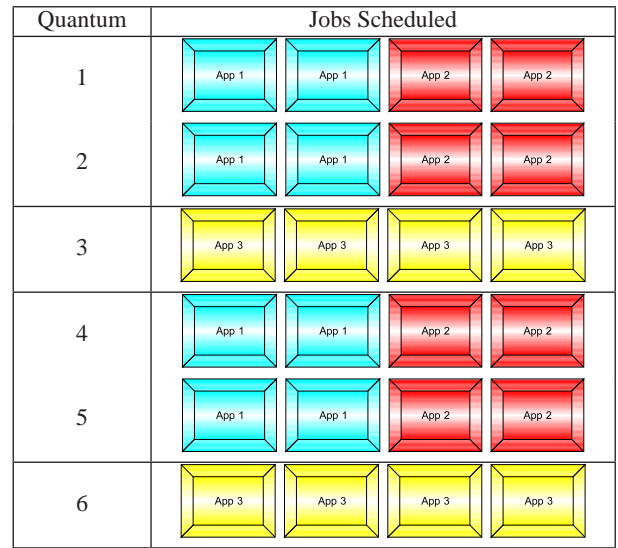 Quantum Jobs Scheduled
1 App 1 App 1 App 2 App 2
2 App 1 App 1 App 2 App 2
3 App 3 App 3 App 3 App 3
4 App 1 App 1 App 2 App 2
5 App 1 App 1 App 2 App 2
6 App 3 App 3 App 3 App 3